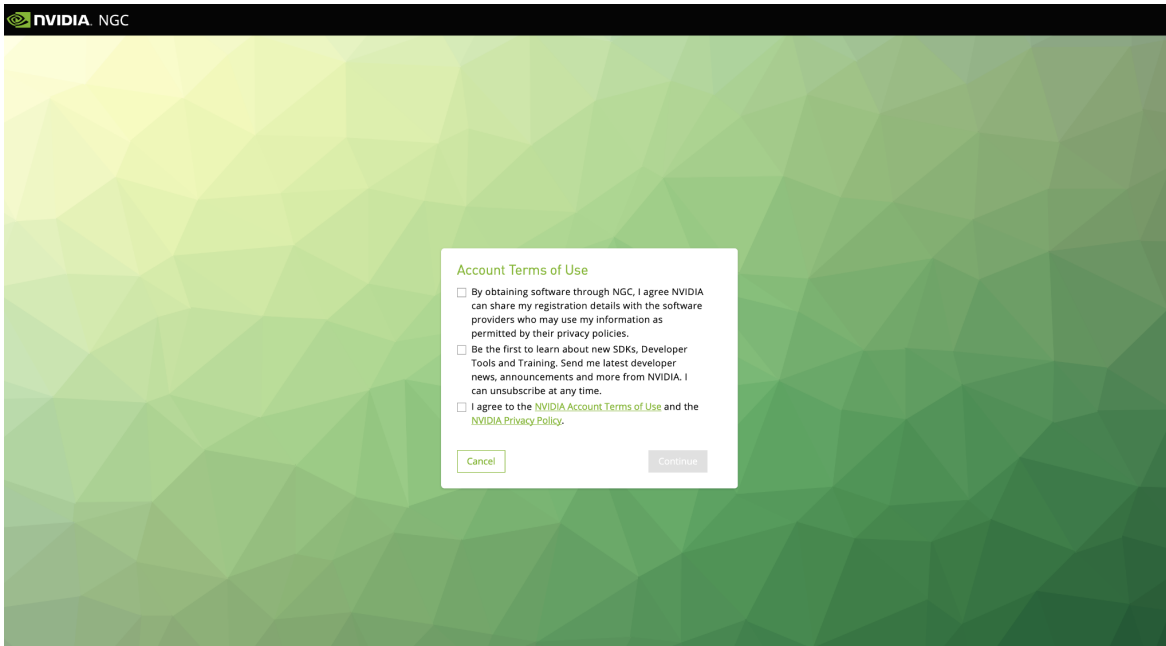 NVIDIA. NGC
Account Terms of Use
By obtaining software through NGC, I agree NVIDIA
can share my registration details with the software
providers who may use my information as
permitted by their privacy policies.
Be the first to learn about new SDKs, Developer
Tools and Training. Send me latest developer
news, announcements and more from NVIDIA. I
can unsubscribe at any time.
I agree to the NVIDIA Account Terms of Use and the
NVIDIA Privacy Policy.
Cancel Continue